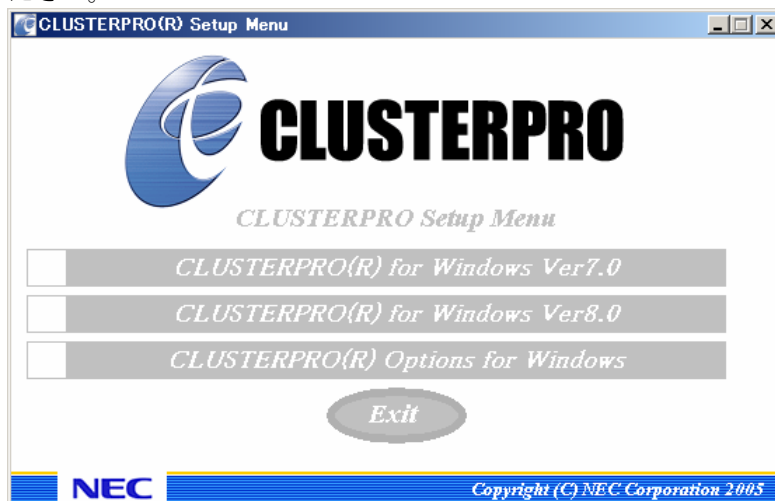 CLUSTERPRO(R) Setup Menu
CLUSTERPRO
CLUSTERPRO Setup Menu
CLUSTERPRO(R) for Windows Ver7.0
CLUSTERPRO(R) for Windows Ver8.0
CLUSTERPRO(R) Options for Windows
Exit
NEC
Copyright (C) NEC Corporation 2005